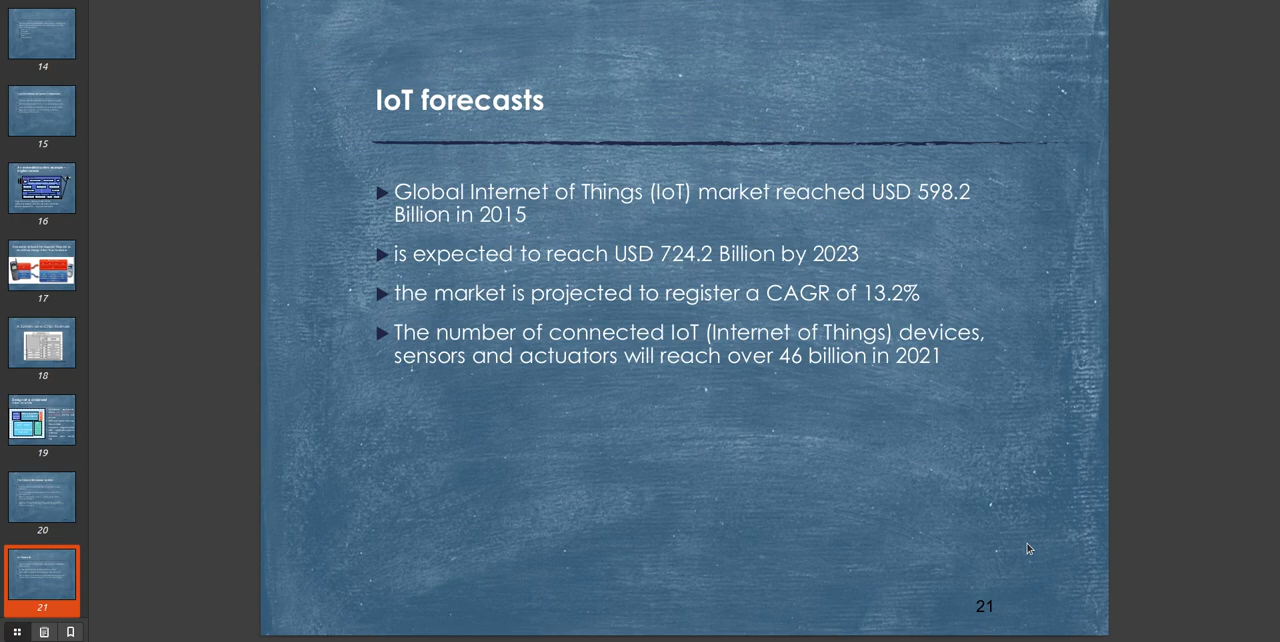 14
15
16
17
18
19
20
21
IoT forecasts
Global Internet of Things (IoT) market reached USD 598.2
Billion in 2015
is expected to reach USD 724.2 Billion by 2023
the market is projected to register a CAGR of 13.2%
The number of connected IoT (Internet of Things) devices,
sensors and actuators will reach over 46 billion in 2021
21